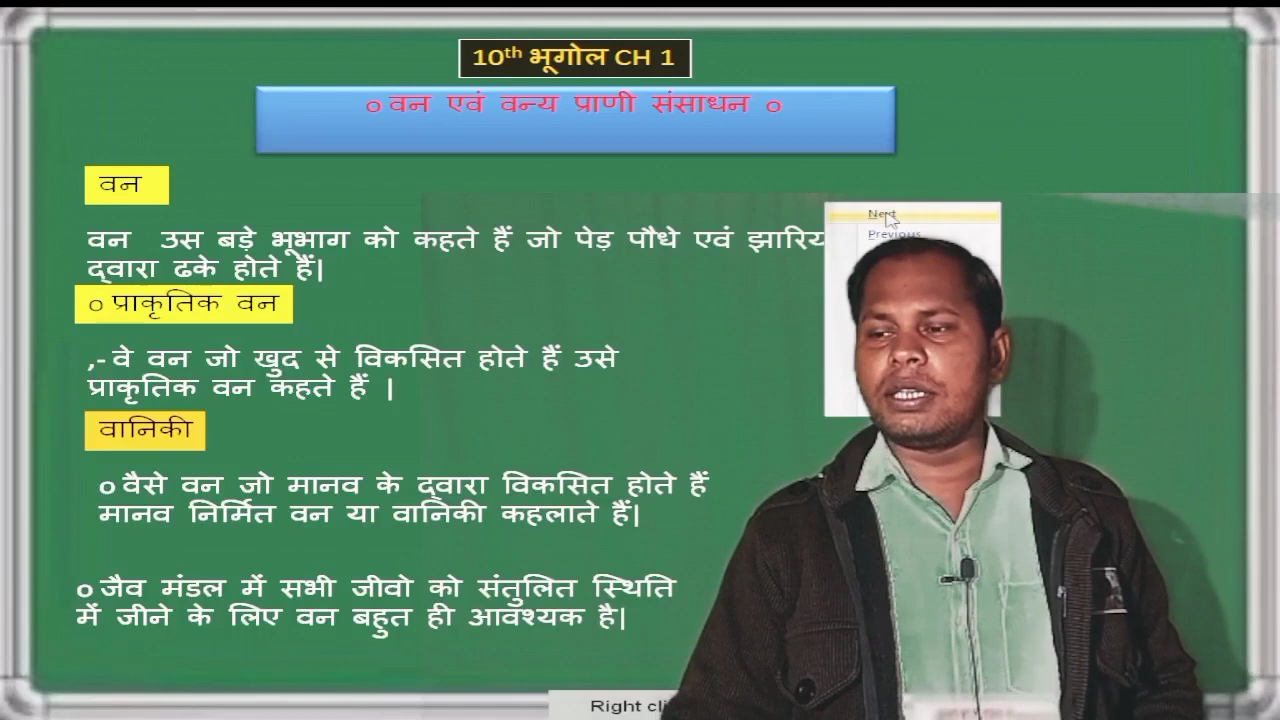 10th भूगोल CH 1
o वन एवं वन्य प्राणी संसाधन o
वन
वन उस बड़े भूभाग को कहते हैं जो पेड़ पौधे एवं
द्वारा ढके होते हैं|
o प्राकृतिक वन
,- वे वन जो खुद से विकसित होते हैं उसे
प्राकृतिक वन कहते हैं |
वानिकी
o वैसे वन जो मानव के द्वारा विकसित होते हैं
मानव निर्मित वन या वानिकी कहलाते हैं|
o जैव मंडल में सभी जीवो को संतुलित स्थिति
में जीने के लिए वन बहुत ही आवश्यक है|
Next
Previous
Right